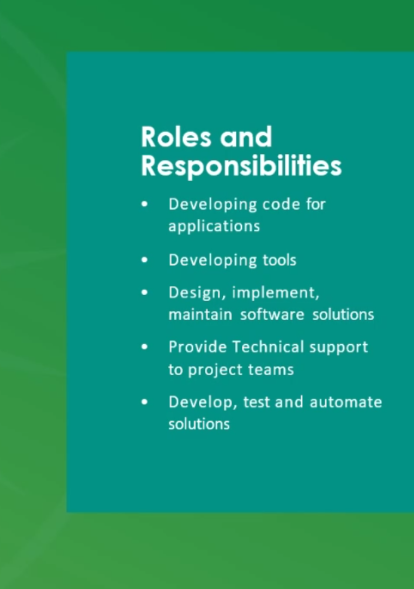 Roles and
Responsibilities
• Developing code for
applications
• Developing tools
• Design, implement,
maintain software solutions
• Provide Technical support
to project teams
• Develop, test and automate
solutions